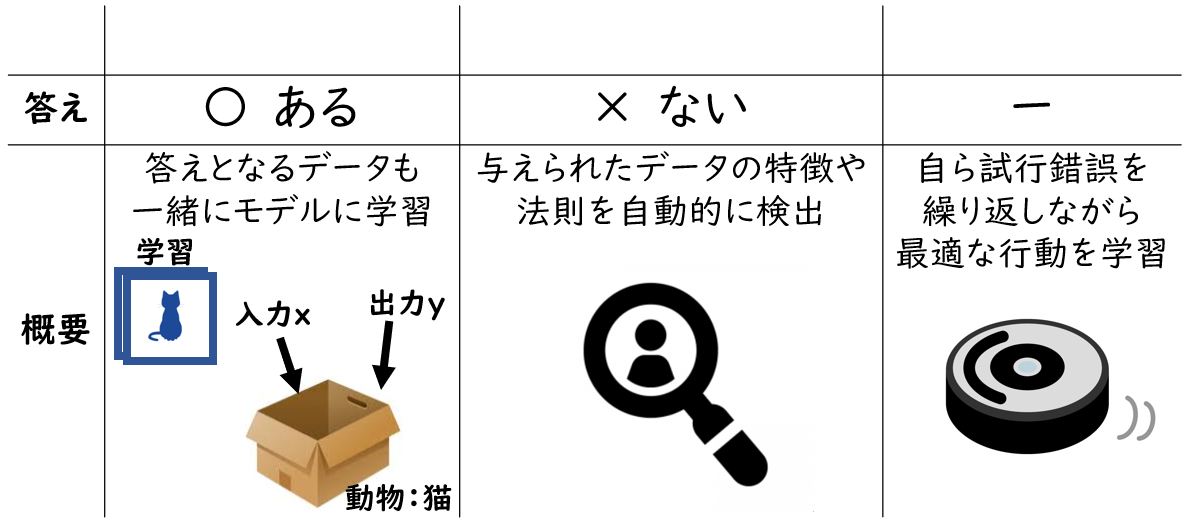 答え
○ ある
× ない
ー
概要
答えとなるデータも
一緒にモデルに学習
学習
入力x
出力y
動物:猫
与えられたデータの特徴や
法則を自動的に検出
自ら試行錯誤を
繰り返しながら
最適な行動を学習